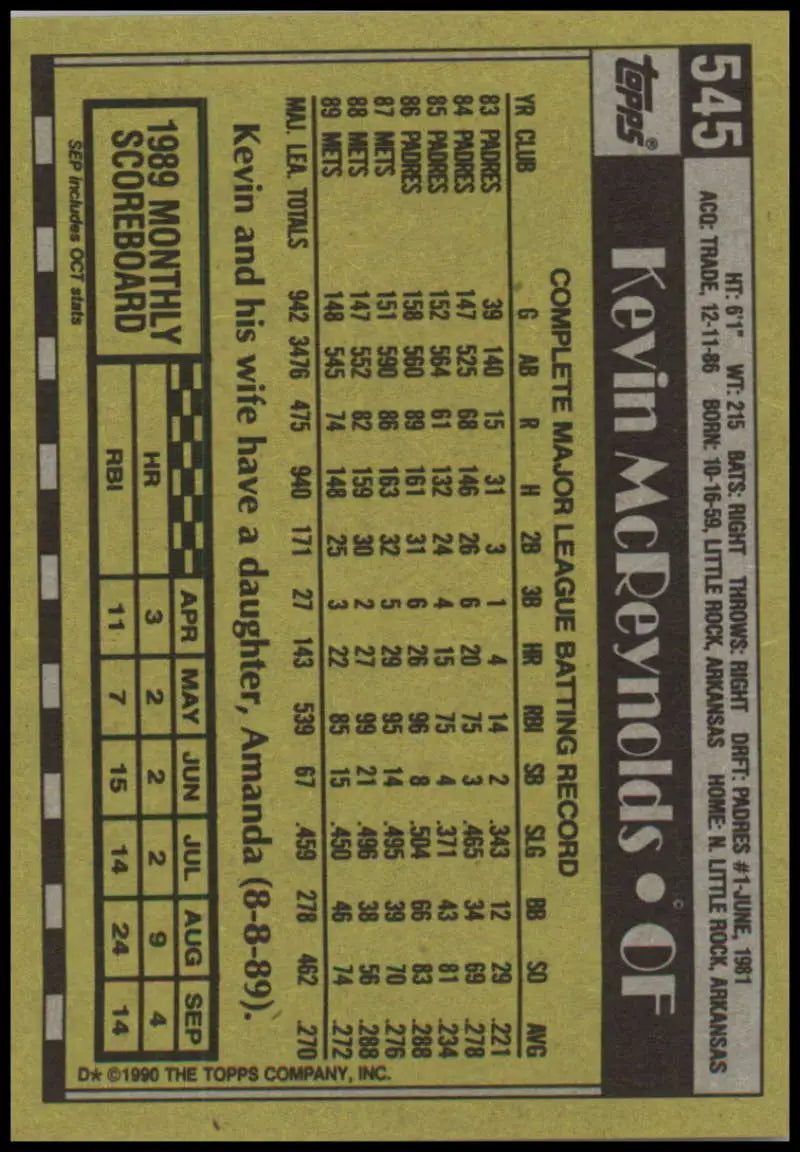 545
HT: 6'1" WT: 215 BATS: RIGHT THROWS: RIGHT DRFT: PADRES #1-JUNE, 1981
ACQ: TRADE, 12-11-86 BORN: 10-16-59, LITTLE ROCK, ARKANSAS HOME: N. LITTLE ROCK, ARKANSAS
topps®
Kevin McReynolds • OF
©
COMPLETE MAJOR LEAGUE BATTING RECORD
YR CLUB G AB R H 2B 3B HR RBI SB SLG BB SO AVG
83 PADRES 39 140 15 31 3 1 4 14 2 .343 12 29 .221
84 PADRES 147 525 68 146 26 6 20 75 3 .465 34 69 .278
85 PADRES 152 564 61 132 24 4 15 75 4 .371 43 81 .234
86 PADRES 158 560 89 161 31 6 26 96 8 .504 66 83 .288
87 METS 151 590 86 163 32 5 29 95 14 .495 39 70 .276
88 METS 147 552 82 159 30 2 27 99 21 .496 38 56 .288
89 METS 148 545 74 148 25 3 22 85 15 .450 46 74 .272
MAJ. LEA. TOTALS 942 3476 475 940 171 27 143 539 67 .459 278 462 .270
Kevin and his wife have a daughter, Amanda (8-8-89).
1989 MONTHLY
SCOREBOARD
APR MAY JUN JUL AUG SEP
HR 3 2 2 2 9 4
RBI 11 7 15 14 24 14
SEP includes OCT stats
D* ©1990 THE TOPPS COMPANY, INC.